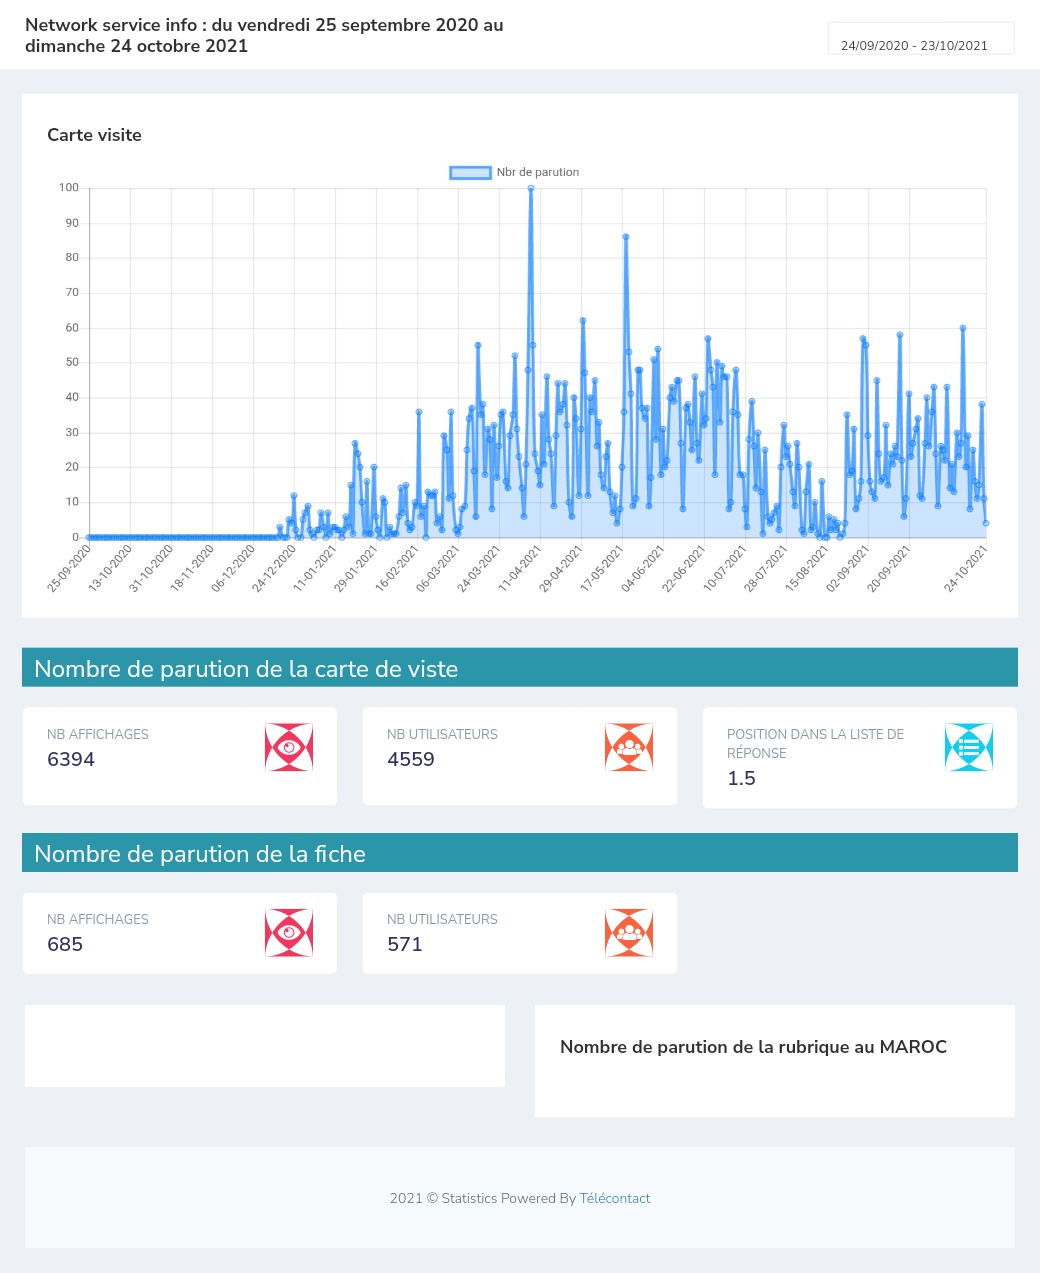 Network service info : du vendredi 25 septembre 2020 au
dimanche 24 octobre 2021
24/09/2020 - 23/10/2021
Carte visite
Nbr de parution
100
90
80
70
60
50
40
30
20
10
0
25-09-2020
13-10-2020
31-10-2020
18-11-2020
06-12-2020
24-12-2020
11-01-2021
29-01-2021
16-02-2021
06-03-2021
24-03-2021
11-04-2021
29-04-2021
17-05-2021
04-06-2021
22-06-2021
10-07-2021
28-07-2021
15-08-2021
02-09-2021
20-09-2021
24-10-2021
Nombre de parution de la carte de viste
NB AFFICHAGES
6394
NB UTILISATEURS
4559
POSITION DANS LA LISTE DE
RÉPONSE
1.5
Nombre de parution de la fiche
NB AFFICHAGES
685
NB UTILISATEURS
571
Nombre de parution de la rubrique au MAROC
2021 © Statistics Powered By Télécontact